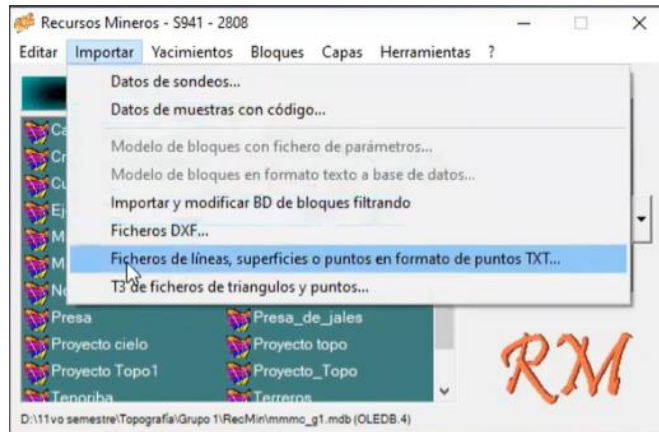 Recursos Mineros - S941 - 2808
Editar Importar Yacimientos Bloques Capas Herramientas ?
Datos de sondeos...
Datos de muestras con código...
Modelo de bloques con fichero de parámetros...
Modelo de bloques en formato texto a base de datos...
Importar y modificar BD de bloques filtrando
Ficheros DXF...
Ficheros de líneas, superficies o puntos en formato de puntos TXT...
T3 de ficheros de triangulos y puntos...
Presa Presa_de_jales
Proyecto cielo Proyecto topo
Proyecto Topo1 Proyecto_Topo
Tenoriba Terreros
RM
D:\11vo semestre\Topografía\Grupo 1\RecMin\mmmc_g1.mdb (OLEDB.4)